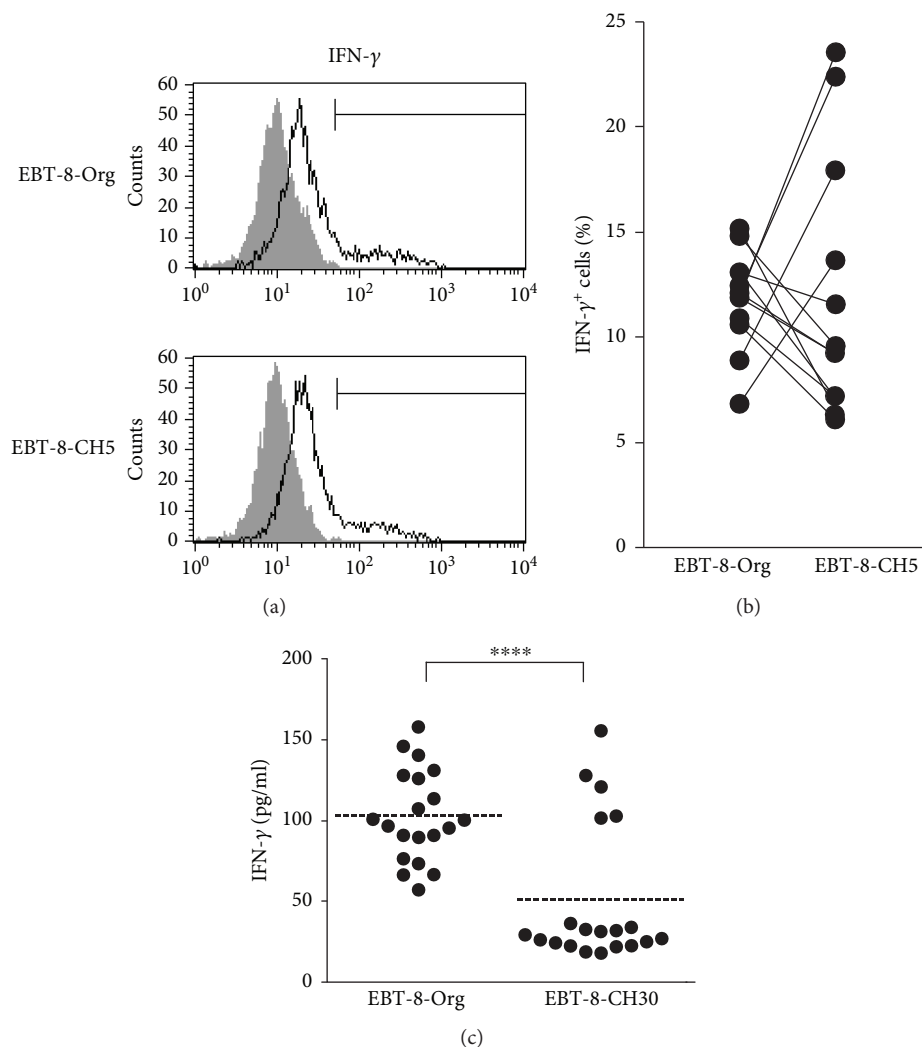 IFN-γ
60
50
40
30
20
10
0
Counts
EBT-8-Org
10⁰ 10¹ 10² 10³ 10⁴
60
50
40
30
20
10
0
Counts
EBT-8-CH5
10⁰ 10¹ 10² 10³ 10⁴
(a)
25
20
15
10
5
0
IFN-γ⁺ cells (%)
EBT-8-Org EBT-8-CH5
(b)
200
150
100
50
0
IFN-γ (pg/ml)
****
EBT-8-Org EBT-8-CH30
(c)